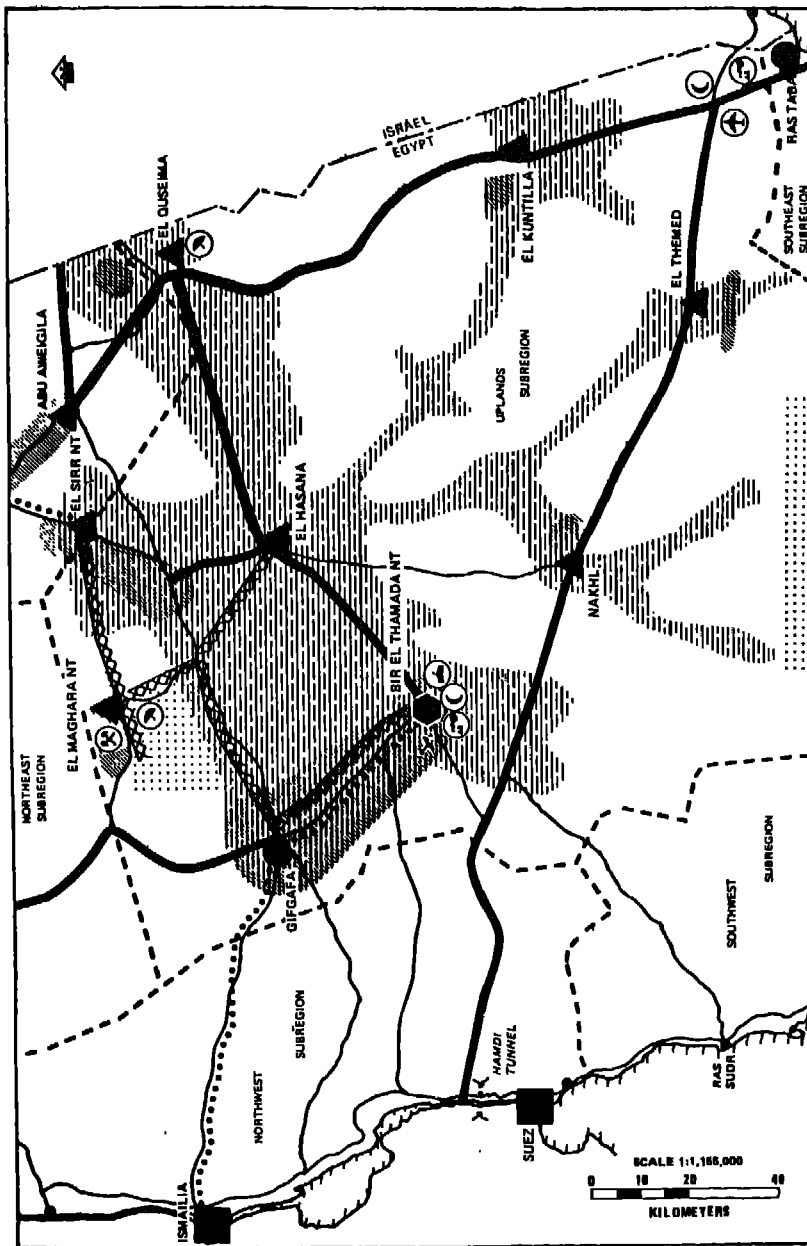 NORTHEAST
SUBREGION
EL MAGHARA NT
EL SIRR NT
ABU AWEIGILA
EL QUSEIMA
ISRAEL
EGYPT
EL HASANA
GIFGAFA
BIR EL THAMADA NT
ISMAILIA
NORTHWEST
SUBREGION
HAMDI
TUNNEL
SUEZ
NAKHL
UPLANDS
SUBREGION
EL KUNTILLA
EL THEMED
RAS TABA
SOUTHEAST
SUBREGION
SOUTHWEST
SUBREGION
RAS
SUDR
SCALE 1:1,166,000
0 10 20 40
KILOMETERS